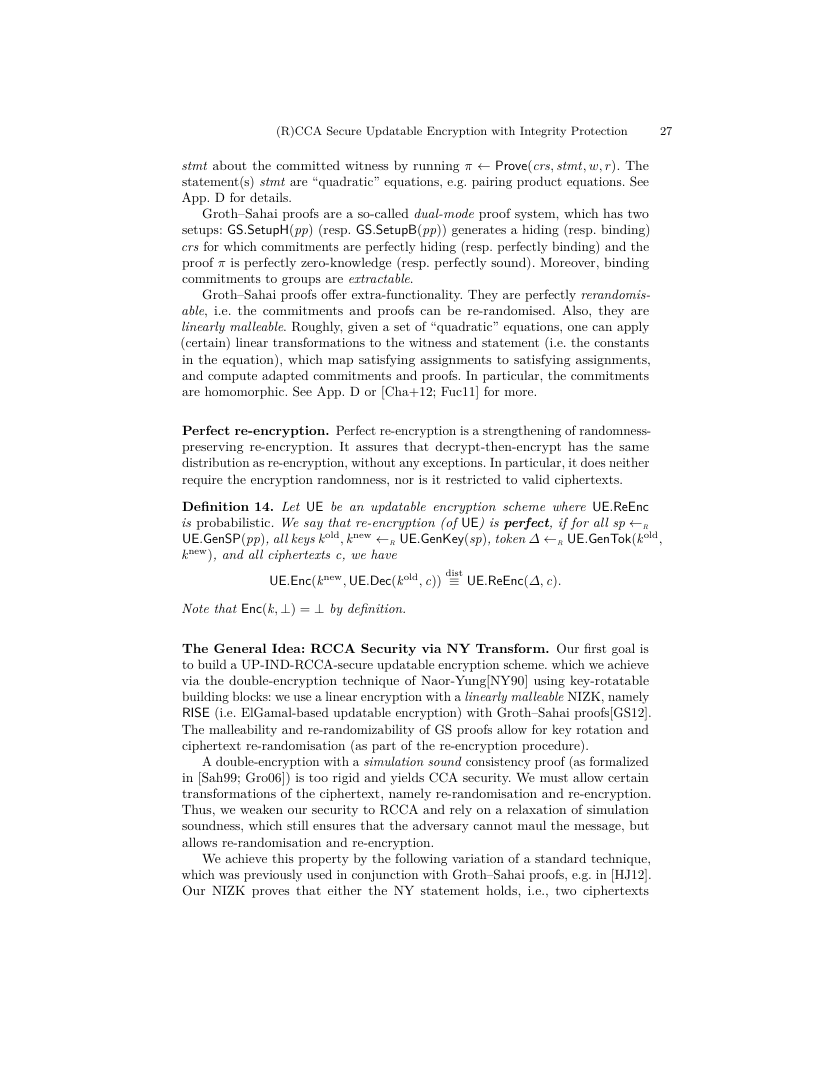 (R)CCA Secure Updatable Encryption with Integrity Protection 27
stmt about the committed witness by running π ← Prove(crs, stmt, w, r). The
statement(s) stmt are “quadratic” equations, e.g. pairing product equations. See
App. D for details.
Groth–Sahai proofs are a so-called dual-mode proof system, which has two
setups: GS.SetupH(pp) (resp. GS.SetupB(pp)) generates a hiding (resp. binding)
crs for which commitments are perfectly hiding (resp. perfectly binding) and the
proof π is perfectly zero-knowledge (resp. perfectly sound). Moreover, binding
commitments to groups are extractable.
Groth–Sahai proofs offer extra-functionality. They are perfectly rerandomis-
able, i.e. the commitments and proofs can be re-randomised. Also, they are
linearly malleable. Roughly, given a set of “quadratic” equations, one can apply
(certain) linear transformations to the witness and statement (i.e. the constants
in the equation), which map satisfying assignments to satisfying assignments,
and compute adapted commitments and proofs. In particular, the commitments
are homomorphic. See App. D or [Cha+12; Fuc11] for more.
Perfect re-encryption. Perfect re-encryption is a strengthening of randomness-
preserving re-encryption. It assures that decrypt-then-encrypt has the same
distribution as re-encryption, without any exceptions. In particular, it does neither
require the encryption randomness, nor is it restricted to valid ciphertexts.
Definition 14. Let UE be an updatable encryption scheme where UE.ReEnc
is probabilistic. We say that re-encryption (of UE) is perfect, if for all sp ←R
UE.GenSP(pp), all keys k^old, k^new ←R UE.GenKey(sp), token Δ ←R UE.GenTok(k^old,
k^new), and all ciphertexts c, we have
UE.Enc(k^new, UE.Dec(k^old, c)) ≡^dist UE.ReEnc(Δ, c).
Note that Enc(k, ⊥) = ⊥ by definition.
The General Idea: RCCA Security via NY Transform. Our first goal is
to build a UP-IND-RCCA-secure updatable encryption scheme. which we achieve
via the double-encryption technique of Naor-Yung[NY90] using key-rotatable
building blocks: we use a linear encryption with a linearly malleable NIZK, namely
RISE (i.e. ElGamal-based updatable encryption) with Groth–Sahai proofs[GS12].
The malleability and re-randomizability of GS proofs allow for key rotation and
ciphertext re-randomisation (as part of the re-encryption procedure).
A double-encryption with a simulation sound consistency proof (as formalized
in [Sah99; Gro06]) is too rigid and yields CCA security. We must allow certain
transformations of the ciphertext, namely re-randomisation and re-encryption.
Thus, we weaken our security to RCCA and rely on a relaxation of simulation
soundness, which still ensures that the adversary cannot maul the message, but
allows re-randomisation and re-encryption.
We achieve this property by the following variation of a standard technique,
which was previously used in conjunction with Groth–Sahai proofs, e.g. in [HJ12].
Our NIZK proves that either the NY statement holds, i.e., two ciphertexts